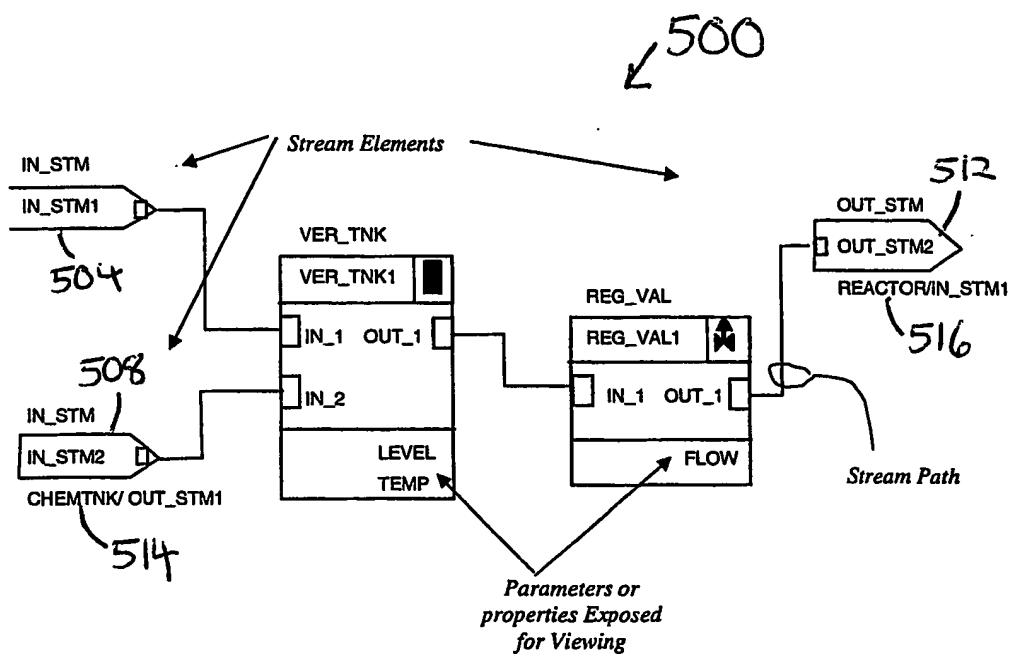 500
Stream Elements
IN_STM
IN_STM1
504
512
OUT_STM
OUT_STM2
REACTOR/IN_STM1
516
VER_TNK
VER_TNK1
IN_1 OUT_1
IN_2
LEVEL
TEMP
REG_VAL
REG_VAL1
IN_1 OUT_1
FLOW
508
IN_STM
IN_STM2
CHEMTNK/ OUT_STM1
514
Stream Path
Parameters or
properties Exposed
for Viewing